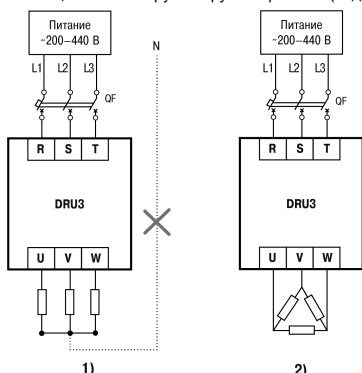 Питание
~200–440 В
L1 L2 L3
QF
N
R S T
DRU3
U V W
1)
Питание
~200–440 В
L1 L2 L3
QF
R S T
DRU3
U V W
2)